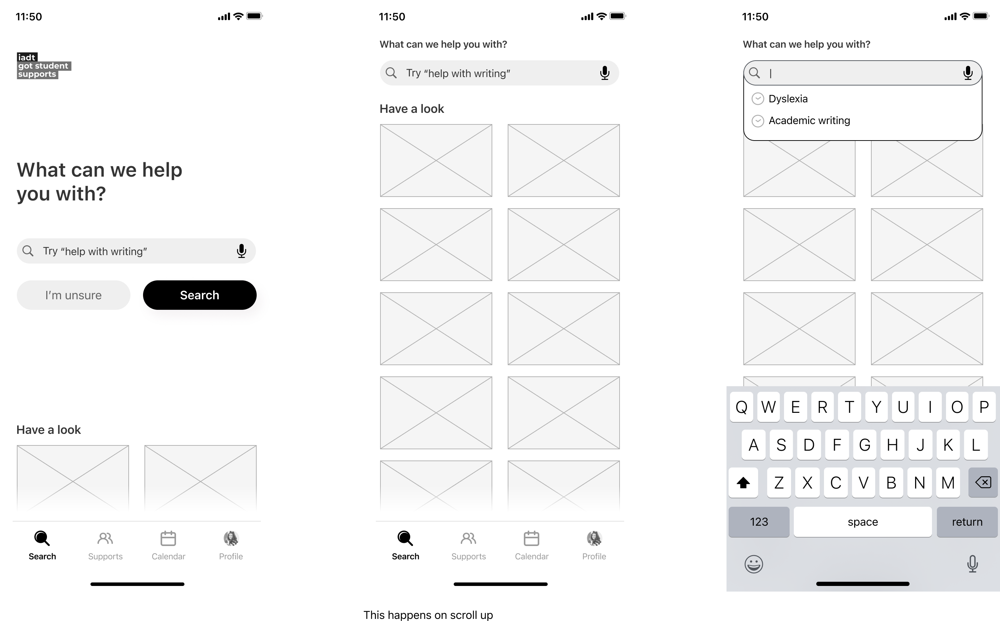 11:50
iadt
got student
supports
What can we help
you with?
Try “help with writing”
I’m unsure
Search
Have a look
Search
Supports
Calendar
Profile
11:50
What can we help you with?
Try “help with writing”
Have a look
Search
Supports
Calendar
Profile
This happens on scroll up
11:50
What can we help you with?
Dyslexia
Academic writing
Q W E R T Y U I O P
A S D F G H J K L
Z X C V B N M
123 space return